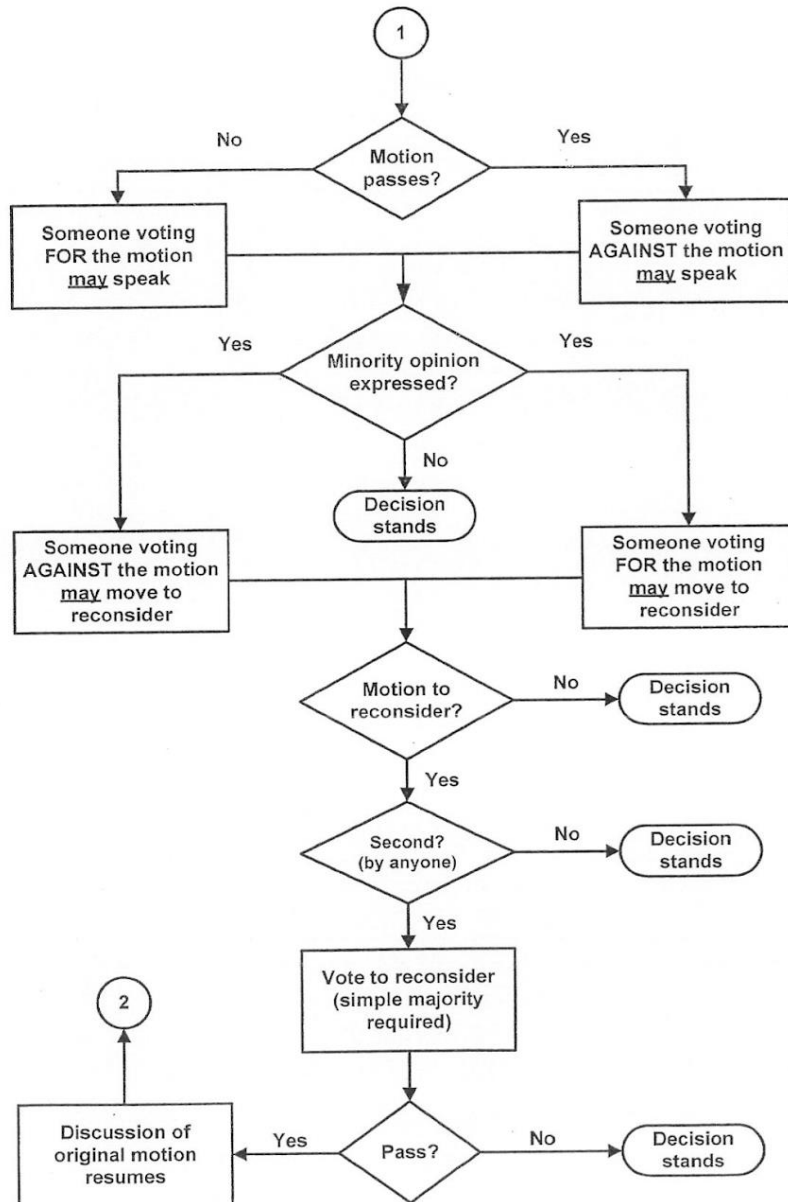 1
No
Yes
Motion
passes?
Someone voting
FOR the motion
may speak
Someone voting
AGAINST the motion
may speak
Yes
Yes
Minority opinion
expressed?
No
Decision
stands
Someone voting
AGAINST the motion
may move to
reconsider
Someone voting
FOR the motion
may move to
reconsider
Motion to
reconsider?
No
Decision
stands
Yes
Second?
(by anyone)
No
Decision
stands
Yes
Vote to reconsider
(simple majority
required)
2
Discussion of
original motion
resumes
Yes
Pass?
No
Decision
stands